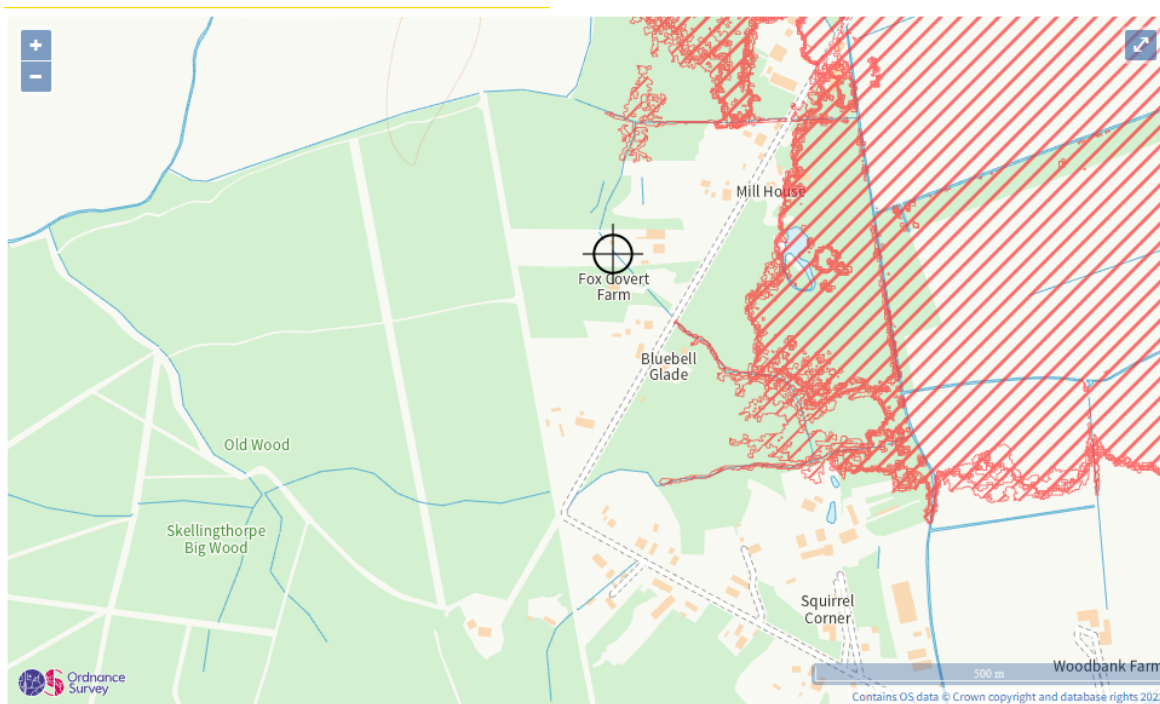 +
−
Mill House
Fox Covert
Farm
Bluebell
Glade
Old Wood
Skellingthorpe
Big Wood
Squirrel
Corner
Woodbank Farm
500 m
Ordnance
Survey
Contains OS data © Crown copyright and database rights